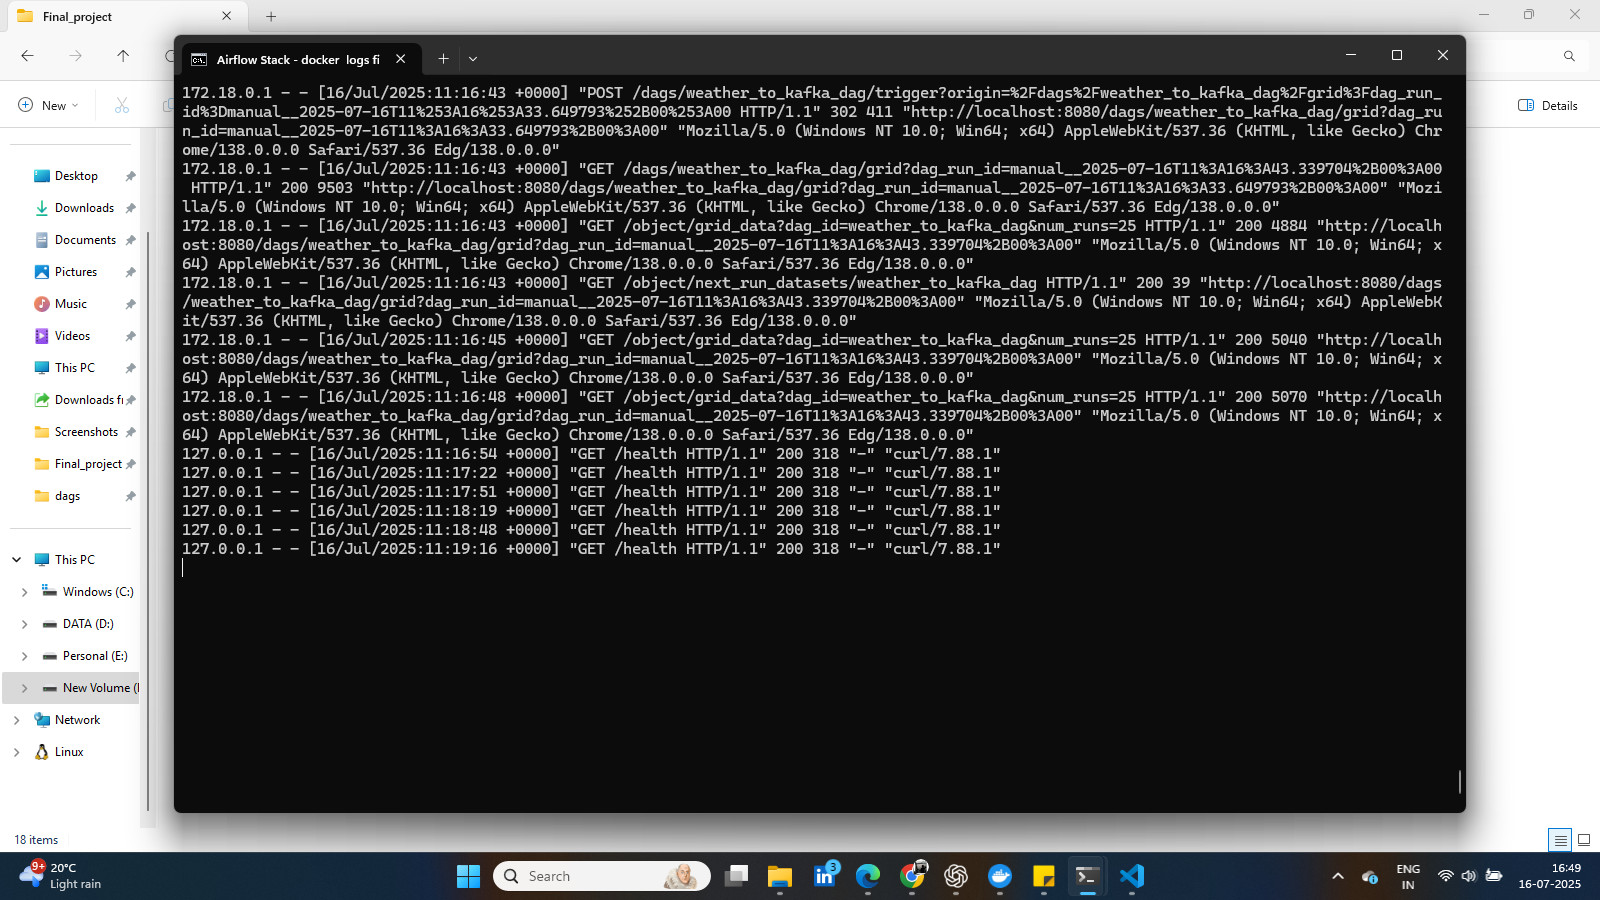 Final_project
Airflow Stack - docker  logs fi
New
Details
172.18.0.1 - - [16/Jul/2025:11:16:43 +0000] "POST /dags/weather_to_kafka_dag/trigger?origin=%2Fdags%2Fweather_to_kafka_dag%2Fgrid%3Fdag_run_
id%3Dmanual__2025-07-16T11%253A16%253A33.649793%252B00%253A00 HTTP/1.1" 302 411 "http://localhost:8080/dags/weather_to_kafka_dag/grid?dag_ru
n_id=manual__2025-07-16T11%3A16%3A33.649793%2B00%3A00" "Mozilla/5.0 (Windows NT 10.0; Win64; x64) AppleWebKit/537.36 (KHTML, like Gecko) Chr
ome/138.0.0.0 Safari/537.36 Edg/138.0.0.0"
172.18.0.1 - - [16/Jul/2025:11:16:43 +0000] "GET /dags/weather_to_kafka_dag/grid?dag_run_id=manual__2025-07-16T11%3A16%3A43.339704%2B00%3A00
 HTTP/1.1" 200 9503 "http://localhost:8080/dags/weather_to_kafka_dag/grid?dag_run_id=manual__2025-07-16T11%3A16%3A33.649793%2B00%3A00" "Mozi
lla/5.0 (Windows NT 10.0; Win64; x64) AppleWebKit/537.36 (KHTML, like Gecko) Chrome/138.0.0.0 Safari/537.36 Edg/138.0.0.0"
172.18.0.1 - - [16/Jul/2025:11:16:43 +0000] "GET /object/grid_data?dag_id=weather_to_kafka_dag&num_runs=25 HTTP/1.1" 200 4884 "http://localh
ost:8080/dags/weather_to_kafka_dag/grid?dag_run_id=manual__2025-07-16T11%3A16%3A43.339704%2B00%3A00" "Mozilla/5.0 (Windows NT 10.0; Win64; x
64) AppleWebKit/537.36 (KHTML, like Gecko) Chrome/138.0.0.0 Safari/537.36 Edg/138.0.0.0"
172.18.0.1 - - [16/Jul/2025:11:16:43 +0000] "GET /object/next_run_datasets/weather_to_kafka_dag HTTP/1.1" 200 39 "http://localhost:8080/dags
/weather_to_kafka_dag/grid?dag_run_id=manual__2025-07-16T11%3A16%3A43.339704%2B00%3A00" "Mozilla/5.0 (Windows NT 10.0; Win64; x64) AppleWebK
it/537.36 (KHTML, like Gecko) Chrome/138.0.0.0 Safari/537.36 Edg/138.0.0.0"
172.18.0.1 - - [16/Jul/2025:11:16:45 +0000] "GET /object/grid_data?dag_id=weather_to_kafka_dag&num_runs=25 HTTP/1.1" 200 5040 "http://localh
ost:8080/dags/weather_to_kafka_dag/grid?dag_run_id=manual__2025-07-16T11%3A16%3A43.339704%2B00%3A00" "Mozilla/5.0 (Windows NT 10.0; Win64; x
64) AppleWebKit/537.36 (KHTML, like Gecko) Chrome/138.0.0.0 Safari/537.36 Edg/138.0.0.0"
172.18.0.1 - - [16/Jul/2025:11:16:48 +0000] "GET /object/grid_data?dag_id=weather_to_kafka_dag&num_runs=25 HTTP/1.1" 200 5070 "http://localh
ost:8080/dags/weather_to_kafka_dag/grid?dag_run_id=manual__2025-07-16T11%3A16%3A43.339704%2B00%3A00" "Mozilla/5.0 (Windows NT 10.0; Win64; x
64) AppleWebKit/537.36 (KHTML, like Gecko) Chrome/138.0.0.0 Safari/537.36 Edg/138.0.0.0"
127.0.0.1 - - [16/Jul/2025:11:16:54 +0000] "GET /health HTTP/1.1" 200 318 "-" "curl/7.88.1"
127.0.0.1 - - [16/Jul/2025:11:17:22 +0000] "GET /health HTTP/1.1" 200 318 "-" "curl/7.88.1"
127.0.0.1 - - [16/Jul/2025:11:17:51 +0000] "GET /health HTTP/1.1" 200 318 "-" "curl/7.88.1"
127.0.0.1 - - [16/Jul/2025:11:18:19 +0000] "GET /health HTTP/1.1" 200 318 "-" "curl/7.88.1"
127.0.0.1 - - [16/Jul/2025:11:18:48 +0000] "GET /health HTTP/1.1" 200 318 "-" "curl/7.88.1"
127.0.0.1 - - [16/Jul/2025:11:19:16 +0000] "GET /health HTTP/1.1" 200 318 "-" "curl/7.88.1"
Desktop
Downloads
Documents
Pictures
Music
Videos
This PC
Downloads fr
Screenshots
Final_project
dags
This PC
Windows (C:)
DATA (D:)
Personal (E:)
New Volume (
Network
Linux
18 items
9+
20°C
Light rain
Search
3
ENG
IN
16:49
16-07-2025